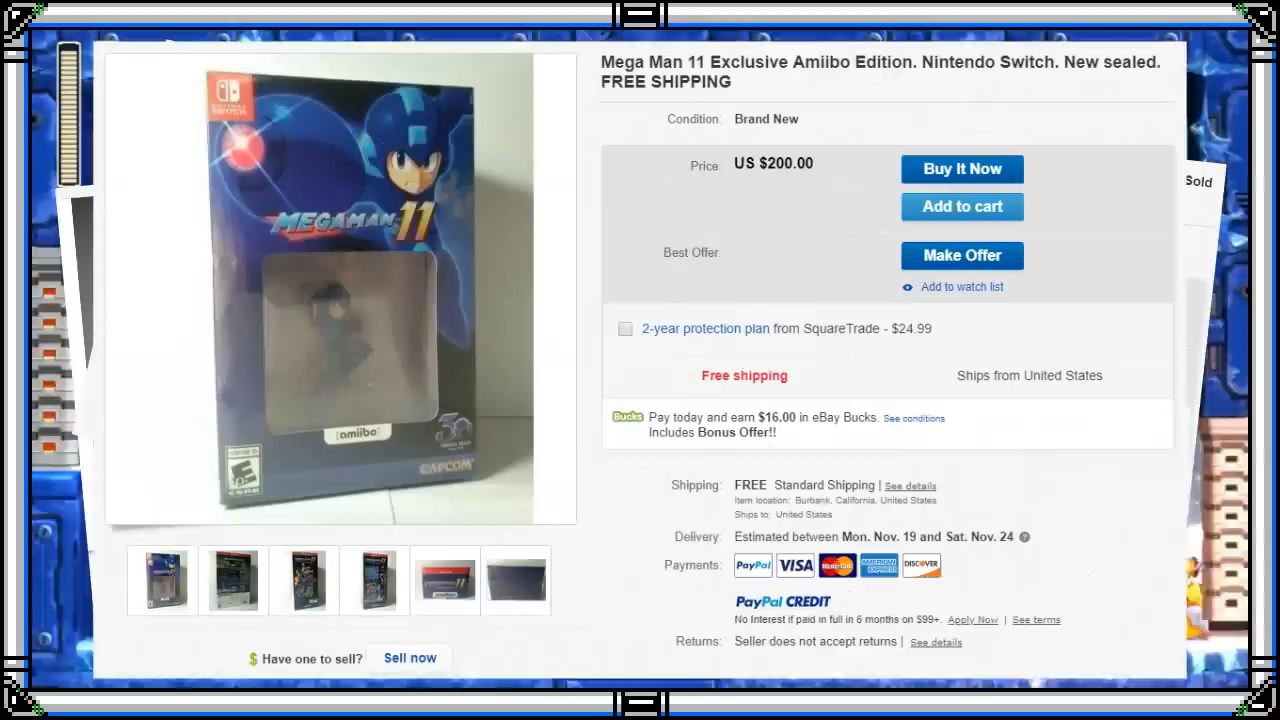 Mega Man 11 Exclusive Amiibo Edition. Nintendo Switch. New sealed.
FREE SHIPPING
Condition: Brand New
Price: US $200.00
Buy It Now
Add to cart
Best Offer:
Make Offer
Add to watch list
2-year protection plan from SquareTrade - $24.99
Free shipping
Ships from United States
Bucks Pay today and earn $16.00 in eBay Bucks. See conditions
Includes Bonus Offer!!
Shipping: FREE Standard Shipping | See details
Item location: Burbank, California, United States
Ships to: United States
Delivery: Estimated between Mon. Nov. 19 and Sat. Nov. 24
Payments: PayPal VISA MasterCard AMERICAN EXPRESS DISCOVER
PayPal CREDIT
No Interest if paid in full in 6 months on $99+. Apply Now | See terms
Returns: Seller does not accept returns | See details
$ Have one to sell? Sell now
Sold
NINTENDO
SWITCH
MEGAMAN 11
amiibo
E
CAPCOM